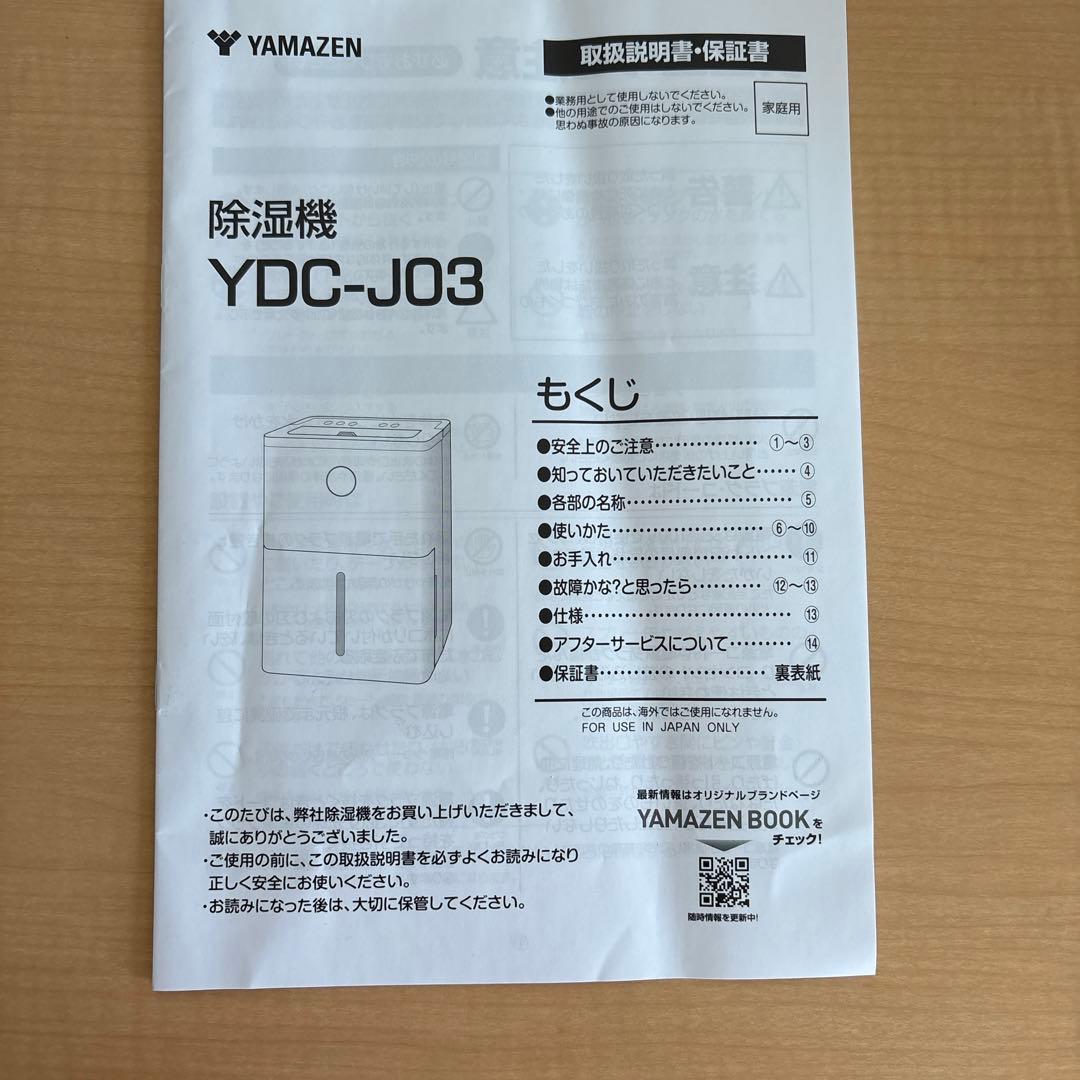 YAMAZEN
取扱説明書・保証書
●業務用として使用しないでください。
●他の用途でのご使用はしないでください。
思わぬ事故の原因になります。
家庭用
除湿機
YDC-J03
もくじ
●安全上のご注意‥‥‥‥‥‥‥ ①〜③
●知っておいていただきたいこと‥‥‥ ④
●各部の名称‥‥‥‥‥‥‥‥‥‥‥ ⑤
●使いかた‥‥‥‥‥‥‥‥‥‥ ⑥〜⑩
●お手入れ‥‥‥‥‥‥‥‥‥‥‥‥ ⑪
●故障かな?と思ったら‥‥‥‥‥ ⑫〜⑬
●仕様‥‥‥‥‥‥‥‥‥‥‥‥‥‥ ⑬
●アフターサービスについて‥‥‥‥ ⑭
●保証書‥‥‥‥‥‥‥‥‥‥‥ 裏表紙
この商品は、海外ではご使用になれません。
FOR USE IN JAPAN ONLY
・このたびは、弊社除湿機をお買い上げいただきまして、
誠にありがとうございました。
・ご使用の前に、この取扱説明書を必ずよくお読みになり
正しく安全にお使いください。
・お読みになった後は、大切に保管してください。
最新情報はオリジナルブランドページ
YAMAZEN BOOKを
チェック!
随時情報を更新中!